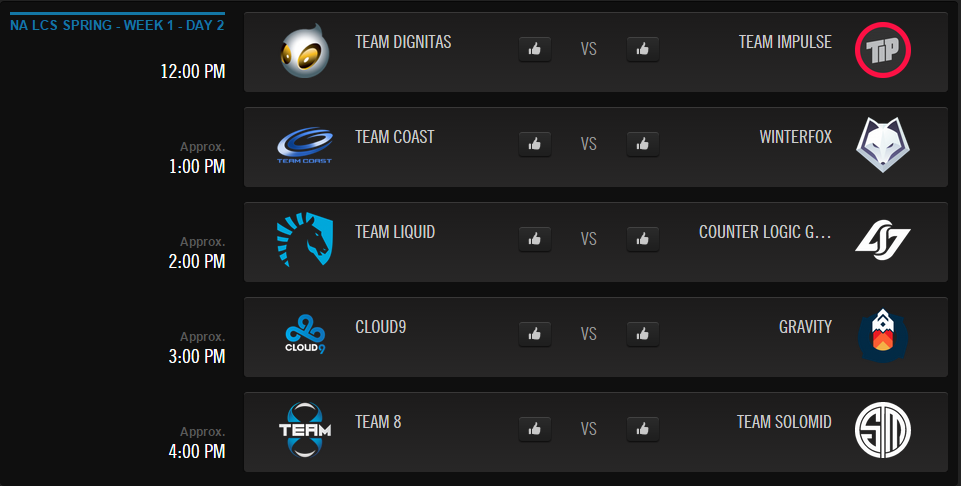 NA LCS SPRING - WEEK 1 - DAY 2
12:00 PM
TEAM DIGNITAS
VS
TEAM IMPULSE
TiP
Approx.
1:00 PM
TEAM COAST
TEAM COAST
VS
WINTERFOX
Approx.
2:00 PM
TEAM LIQUID
VS
COUNTER LOGIC G...
Approx.
3:00 PM
CLOUD9
CLOUD9
VS
GRAVITY
Approx.
4:00 PM
TEAM
TEAM 8
VS
TEAM SOLOMID
SM